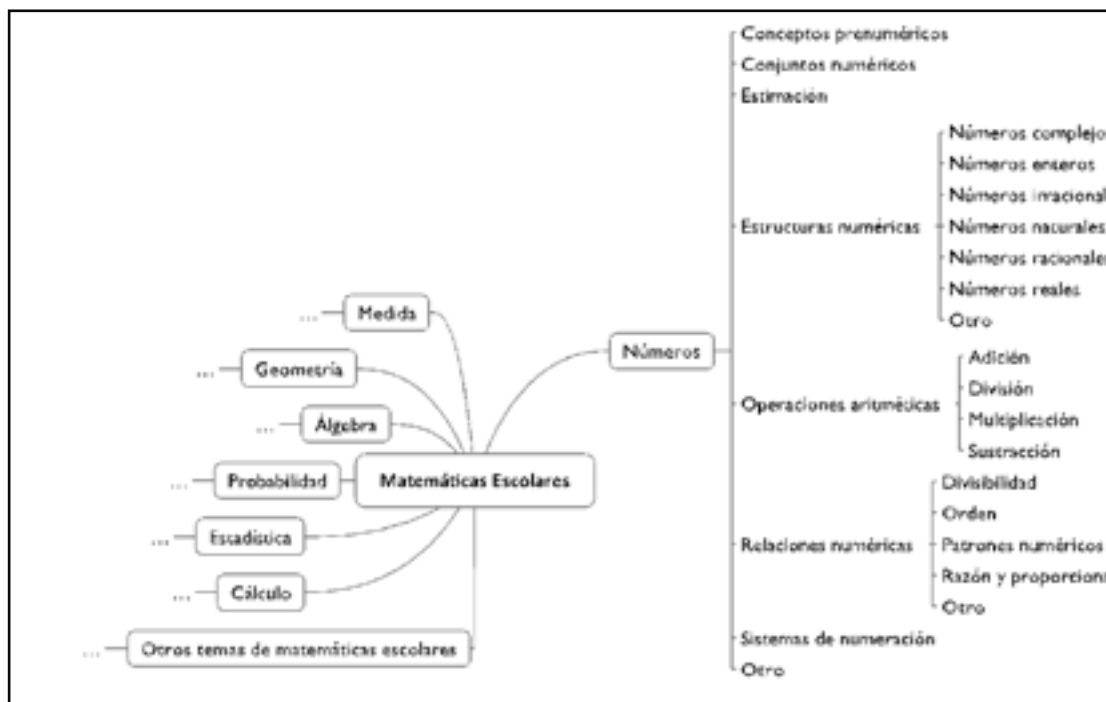 Conceptos prenuméricos
Conjuntos numéricos
Estimación
Estructuras numéricas
Números complejo
Números enteros
Números irracional
Números naturales
Números racionales
Números reales
Otro
Números
Operaciones aritméticas
Adición
División
Multiplicación
Sustracción
Relaciones numéricas
Divisibilidad
Orden
Patrones numéricos
Razón y proporciona
Otro
Sistemas de numeración
Otro
Matemáticas Escolares
... Medida
... Geometría
... Álgebra
... Probabilidad
... Estadística
... Cálculo
... Otros temas de matemáticas escolares